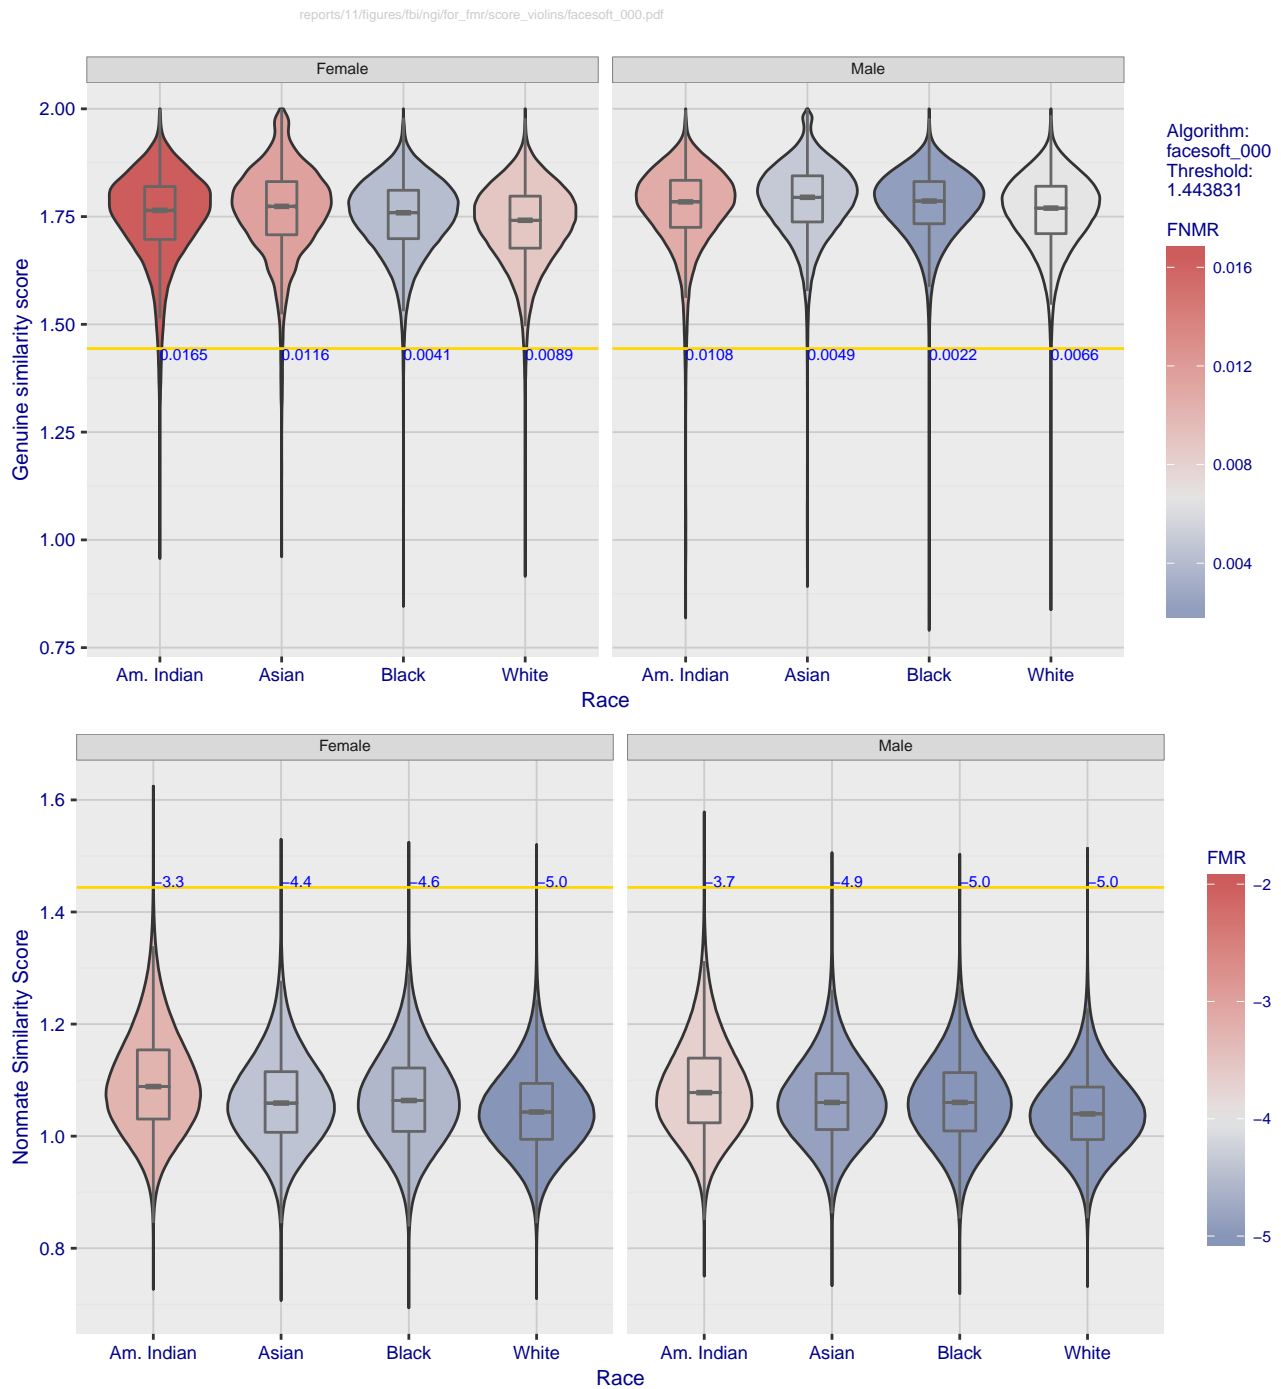 reports/11/figures/fbi/ngi/for_fmr/score_violins/facesoft_000.pdf
Female
Male
2.00
1.75
1.50
1.25
1.00
0.75
Genuine similarity score
0.0165
0.0116
0.0041
0.0089
0.0108
0.0049
0.0022
0.0066
Am. Indian
Asian
Black
White
Am. Indian
Asian
Black
White
Race
Algorithm:
facesoft_000
Threshold:
1.443831
FNMR
0.016
0.012
0.008
0.004
Female
Male
1.6
1.4
1.2
1.0
0.8
Nonmate Similarity Score
−3.3
−4.4
−4.6
−5.0
−3.7
−4.9
−5.0
−5.0
Am. Indian
Asian
Black
White
Am. Indian
Asian
Black
White
Race
FMR
−2
−3
−4
−5